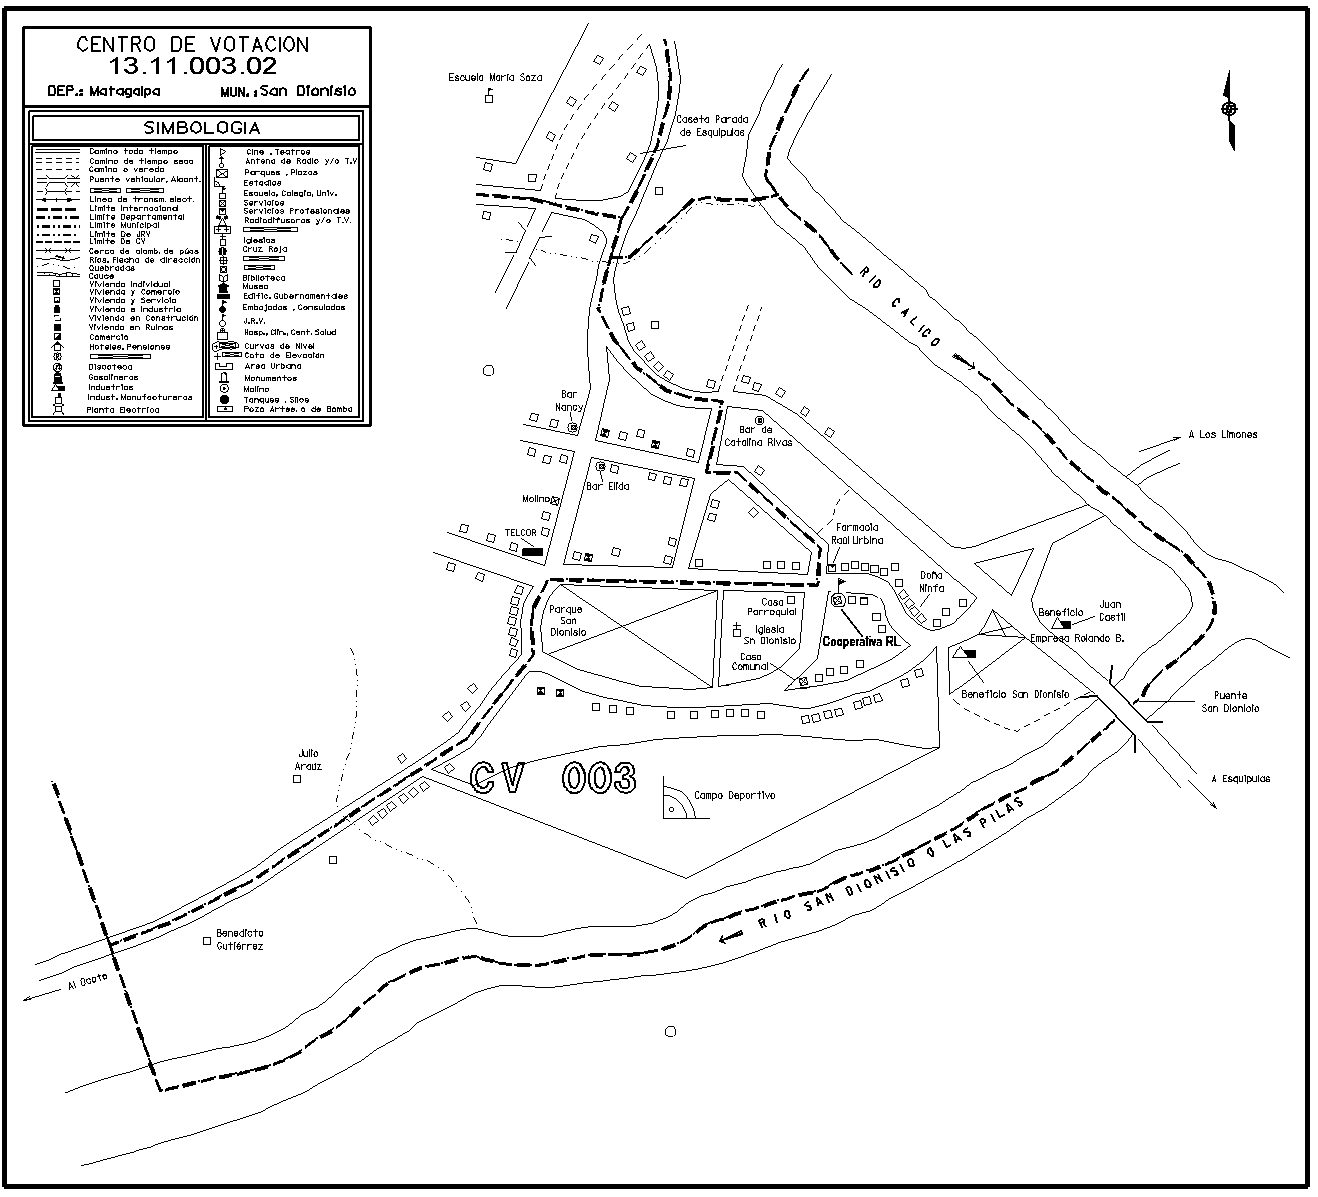 CENTRO DE VOTACION
13.11.003.02
DEP.: Matagalpa MUN.: San Dionisio
SIMBOLOGIA
Camino todo tiempo
Camino de tiempo seco
Camino o vereda
Puente vehicular, Alcant.
Linea de transm. elect.
Limite Internacional
Limite Departamental
Limite Municipal
Limite De JRV
Limite De CV
Cerca de alamb. de púas
Ríos, Flecha de dirección
Quebradas
Cauce
Vivienda Individual
Vivienda y Comercio
Vivienda y Servicio
Vivienda e Industria
Vivienda en Construcción
Vivienda en Ruinas
Comercio
Hoteles, Pensiones
Discoteca
Gasolineras
Industrias
Indust. Manufactureras
Planta Electrica
Cine , Teatros
Antena de Radio y/o T.V
Parques , Plazas
Estadios
Escuela, Colegio, Univ.
Servicios
Servicios Profesionales
Radiodifusoras y/o T.V.
Iglesias
Cruz Roja
Biblioteca
Museo
Edific. Gubernamentales
Embajadas , Consulados
J.R.V.
Hosp., Clin., Cent. Salud
Curvas de Nivel
Cota de Elevación
Area Urbana
Monumentos
Molino
Tanques , Silos
Pozo Artes. o de Bomba
Escuela María Soza
Caseta Parada
de Esquipulas
RIO CALICO
A Los Limones
Bar
Nancy
Bar de
Catalina Rivas
Bar Elida
Molino
TELCOR
Farmacia
Raúl Urbina
Doña
Ninfa
Parque
San
Dionisio
Casa
Parroquial
Iglesia
Sn Dionisio
Casa
Comunal
Cooperativa RL
Beneficio
Juan
Castil
Empresa Rolando B.
Beneficio San Dionisio
Puente
San Dionicio
A Esquipulas
Julio
Arauz
CV 003
Campo Deportivo
RIO SAN DIONISIO O LAS PILAS
Benedicto
Gutiérrez
Al Ocote